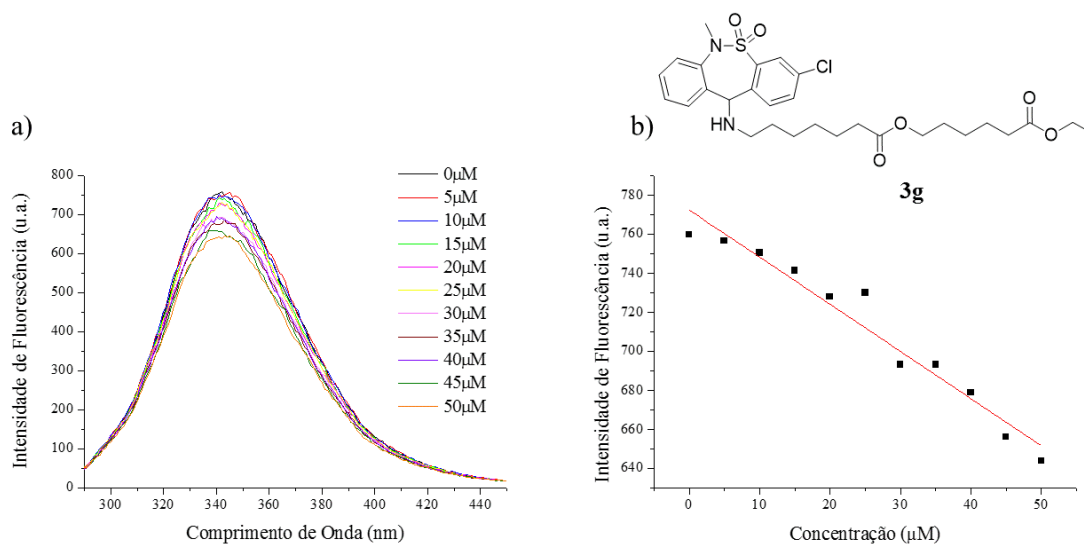 a)
Intensidade de Fluorescência (u.a.)
800
700
600
500
400
300
200
100
0
300 320 340 360 380 400 420 440
Comprimento de Onda (nm)
0µM
5µM
10µM
15µM
20µM
25µM
30µM
35µM
40µM
45µM
50µM
b)
O O
N S
Cl
HN
O
O
O
O
3g
Intensidade de Fluorescência (u.a.)
780
760
740
720
700
680
660
640
0 10 20 30 40 50
Concentração (µM)